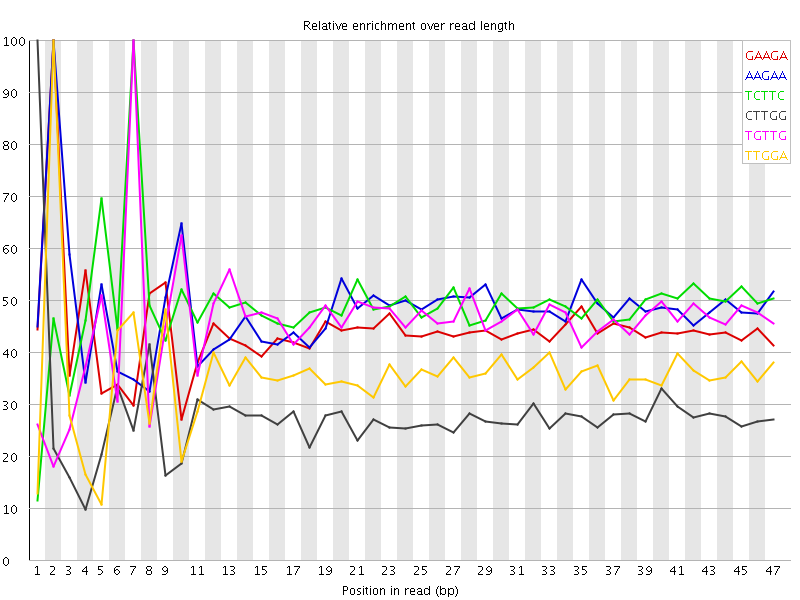 Relative enrichment over read length
100
90
80
70
60
50
40
30
20
10
0
GAAGA
AAGAA
TCTTC
CTTGG
TGTTG
TTGGA
1 2 3 4 5 6 7 8 9 11 13 15 17 19 21 23 25 27 29 31 33 35 37 39 41 43 45 47
Position in read (bp)